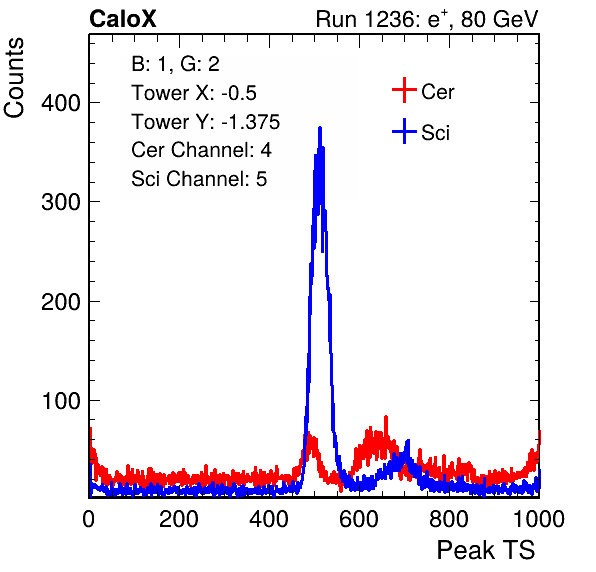 CaloX
Run 1236: e+, 80 GeV
Counts
B: 1, G: 2
Tower X: -0.5
Tower Y: -1.375
Cer Channel: 4
Sci Channel: 5
Cer
Sci
400
300
200
100
0 200 400 600 800 1000
Peak TS